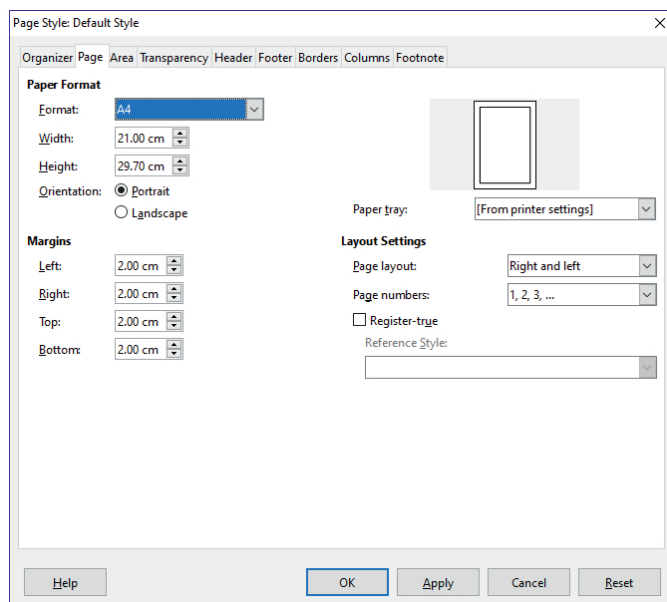 Page Style: Default Style
Organizer Page Area Transparency Header Footer Borders Columns Footnote
Paper Format
Format: A4
Width: 21.00 cm
Height: 29.70 cm
Orientation: Portrait
Landscape
Paper tray: [From printer settings]
Margins
Left: 2.00 cm
Right: 2.00 cm
Top: 2.00 cm
Bottom: 2.00 cm
Layout Settings
Page layout: Right and left
Page numbers: 1, 2, 3, ...
Register-true
Reference Style:
Help OK Apply Cancel Reset